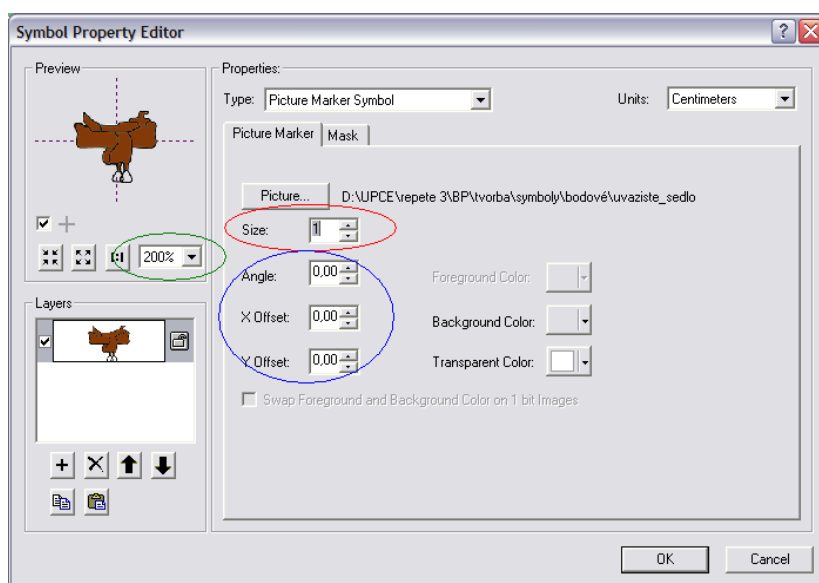 Symbol Property Editor
Preview
Properties:
Type: Picture Marker Symbol
Units: Centimeters
Picture Marker
Mask
Picture...
D:\UPCE\repete 3\BP\tvorba\symboly\bodové\uvaziste_sedlo
Size: 1
1:1
200%
Angle: 0,00
Foreground Color:
Layers
X Offset: 0,00
Background Color:
Y Offset: 0,00
Transparent Color:
Swap Foreground and Background Color on 1 bit Images
OK
Cancel